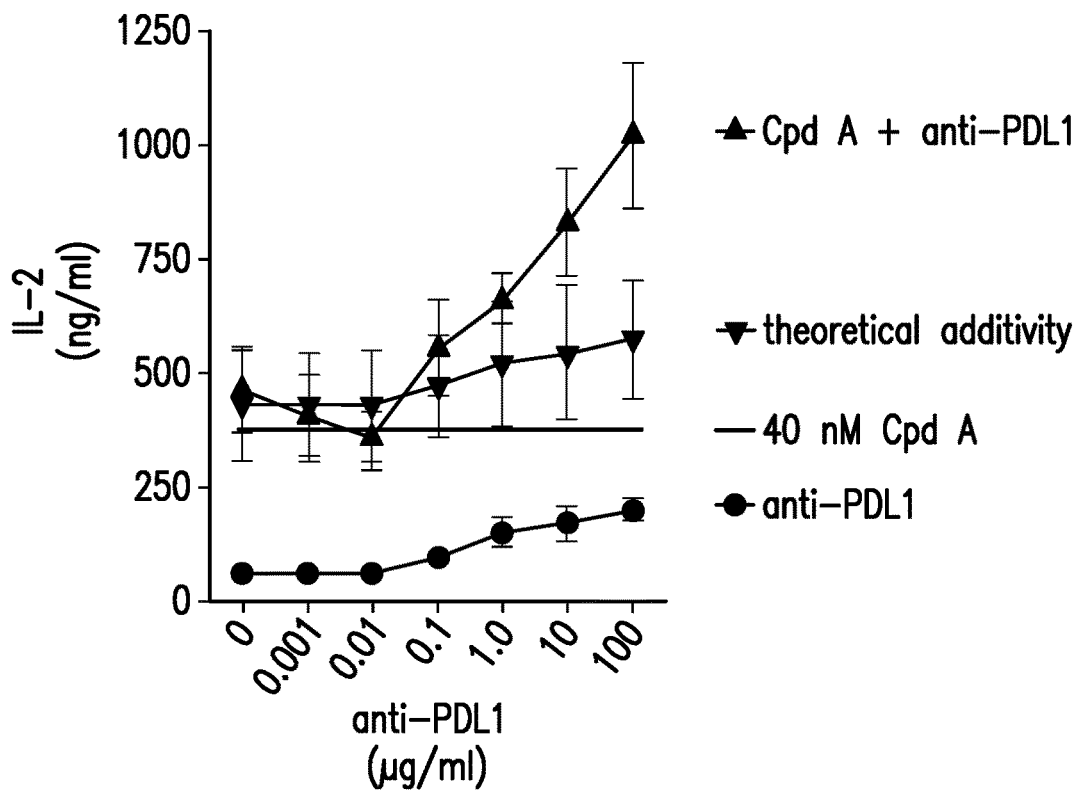 1250
1000
750
500
250
0
IL-2
(ng/ml)
0
0.001
0.01
0.1
1.0
10
100
anti-PDL1
(µg/ml)
Cpd A + anti-PDL1
theoretical additivity
40 nM Cpd A
anti-PDL1